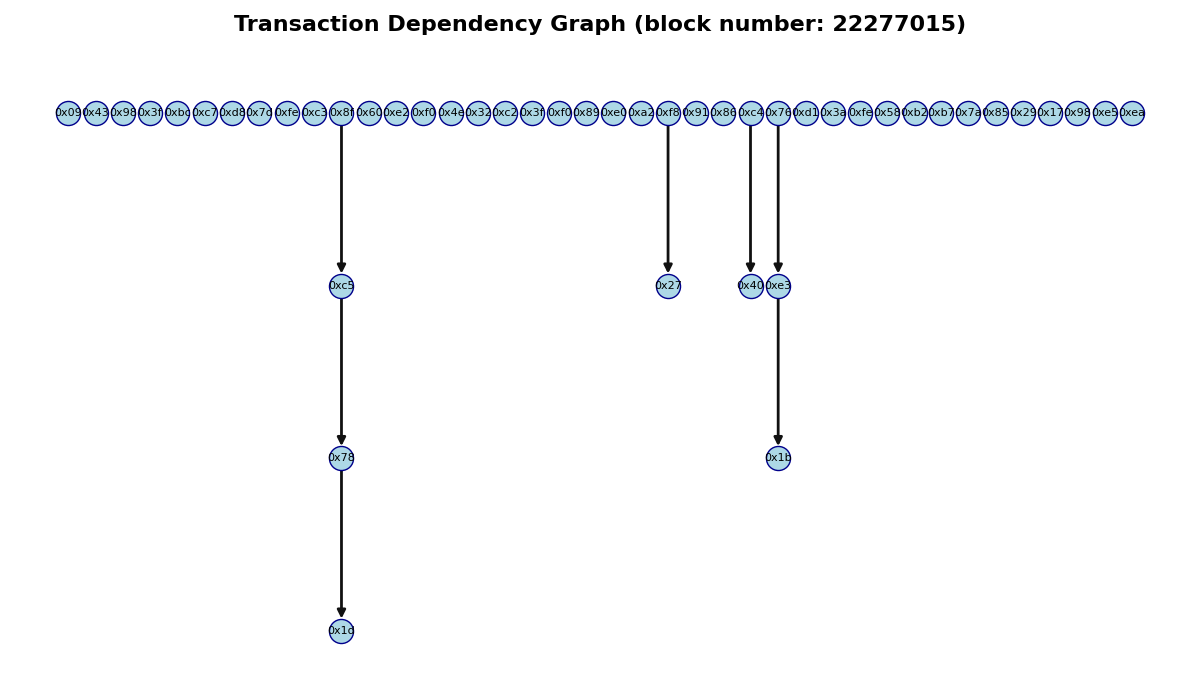 Transaction Dependency Graph (block number: 22277015)
0x09 0x43 0x98 0x3f 0xbc 0xc7 0xd8 0x7c 0xfe 0xc3 0x8f 0x60 0xe2 0xf0 0x4e 0x32 0xc2 0x3f 0xf0 0x89 0xe0 0xa2 0xf8 0x91 0x86 0xc4 0x76 0xd1 0x3a 0xfe 0x58 0xb2 0xb7 0x7a 0x85 0x29 0x17 0x98 0xe5 0xea
0xc5 0x27 0x40 0xe3
0x78 0x1b
0x1d